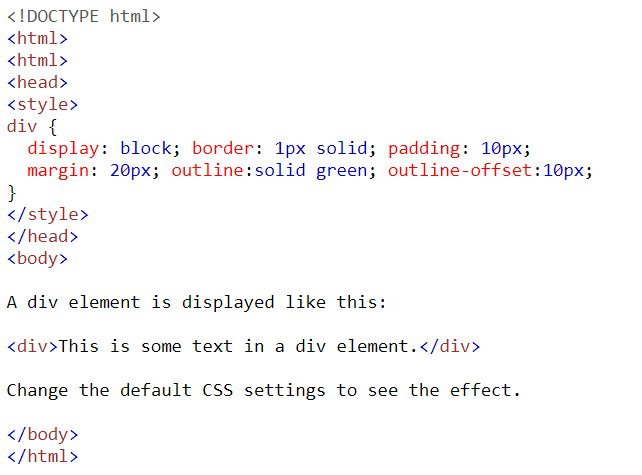 <!DOCTYPE html>
<html>
<html>
<head>
<style>
div {
  display: block; border: 1px solid; padding: 10px;
  margin: 20px; outline:solid green; outline-offset:10px;
}
</style>
</head>
<body>

A div element is displayed like this:

<div>This is some text in a div element.</div>

Change the default CSS settings to see the effect.

</body>
</html>